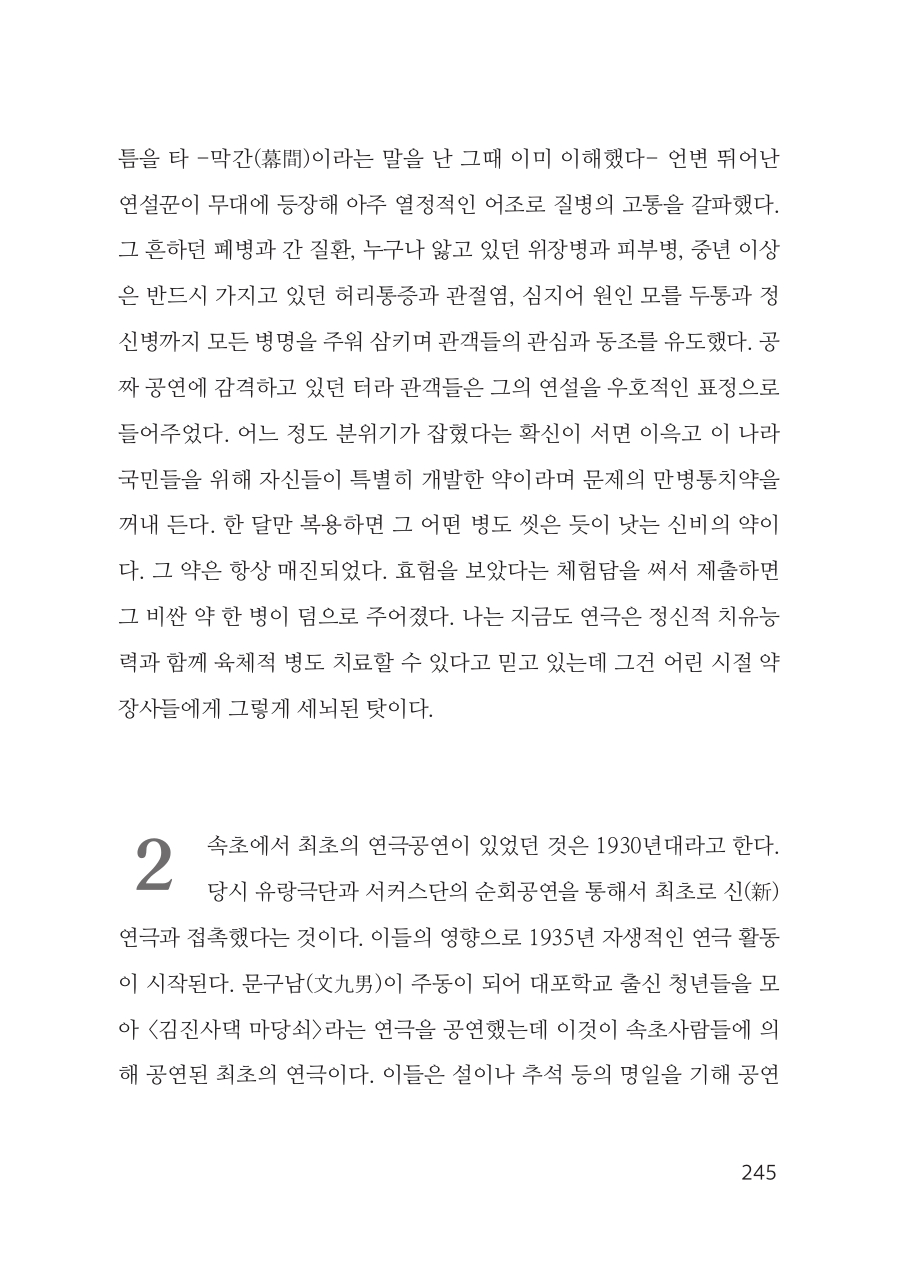 틈을 타 -막간(幕間)이라는 말을 난 그때 이미 이해했다- 언변 뛰어난
연설꾼이 무대에 등장해 아주 열정적인 어조로 질병의 고통을 갈파했다.
그 흔하던 폐병과 간 질환, 누구나 앓고 있던 위장병과 피부병, 중년 이상
은 반드시 가지고 있던 허리통증과 관절염, 심지어 원인 모를 두통과 정
신병까지 모든 병명을 주워 삼키며 관객들의 관심과 동조를 유도했다. 공
짜 공연에 감격하고 있던 터라 관객들은 그의 연설을 우호적인 표정으로
들어주었다. 어느 정도 분위기가 잡혔다는 확신이 서면 이윽고 이 나라
국민들을 위해 자신들이 특별히 개발한 약이라며 문제의 만병통치약을
꺼내 든다. 한 달만 복용하면 그 어떤 병도 씻은 듯이 낫는 신비의 약이
다. 그 약은 항상 매진되었다. 효험을 보았다는 체험담을 써서 제출하면
그 비싼 약 한 병이 덤으로 주어졌다. 나는 지금도 연극은 정신적 치유능
력과 함께 육체적 병도 치료할 수 있다고 믿고 있는데 그건 어린 시절 약
장사들에게 그렇게 세뇌된 탓이다.
2
속초에서 최초의 연극공연이 있었던 것은 1930년대라고 한다.
당시 유랑극단과 서커스단의 순회공연을 통해서 최초로 신(新)
연극과 접촉했다는 것이다. 이들의 영향으로 1935년 자생적인 연극 활동
이 시작된다. 문구남(文九男)이 주동이 되어 대포학교 출신 청년들을 모
아 〈김진사댁 마당쇠〉라는 연극을 공연했는데 이것이 속초사람들에 의
해 공연된 최초의 연극이다. 이들은 설이나 추석 등의 명일을 기해 공연
245